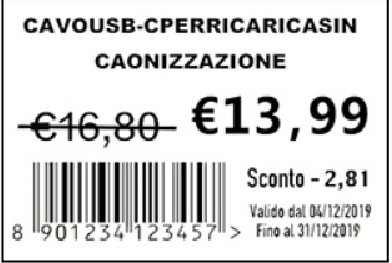 CAVOUSB-CPERRICARICASIN
CAONIZZAZIONE
€16,80 €13,99
Sconto - 2,81
Valido dal 04/12/2019
Fino al 31/12/2019
8 901234 123457 >